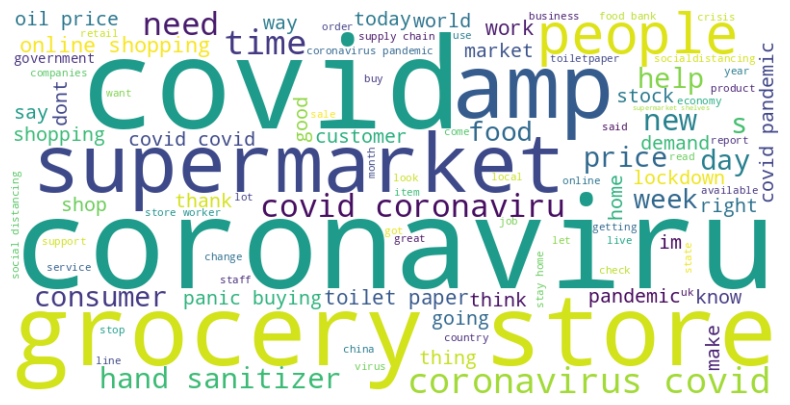 oil price
need
way
today
world
work
business
food bank
crisis
order
supply chain
use
people
retail
time
online shopping
coronavirus pandemic
market
toiletpaper
socialdistancing
government
covid
amp
help
companies
buy
year
want
dont
product
say
good
sale
stock
economy
supermarket shelves
shopping
covid covid
customer
come
food
said
new
s
demand
report
covid pandemic
supermarket
month
look
local
price
read
day
item
online
home
lockdown
available
thank
lot
week
right
shop
covid coronaviru
social distancing
store worker
got
great
job
getting
support
change
let
live
im
coronaviru
service
staff
stay home
check
state
consumer
panic buying
toilet paper
think
pandemic
uk
know
grocery store
stop
going
country
make
line
china
virus
thing
hand sanitizer
coronavirus covid